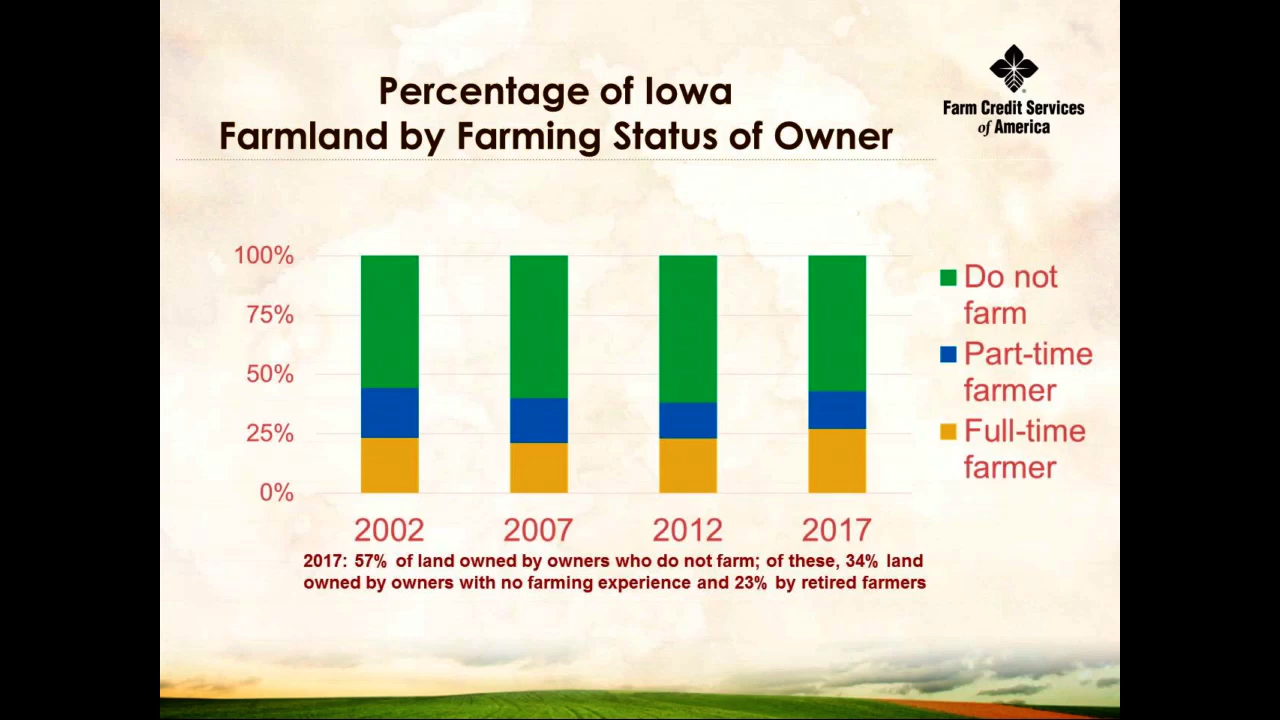 Percentage of Iowa
Farmland by Farming Status of Owner
Farm Credit Services
of America
100%
75%
50%
25%
0%
2002
2007
2012
2017
Do not
farm
Part-time
farmer
Full-time
farmer
2017: 57% of land owned by owners who do not farm; of these, 34% land
owned by owners with no farming experience and 23% by retired farmers